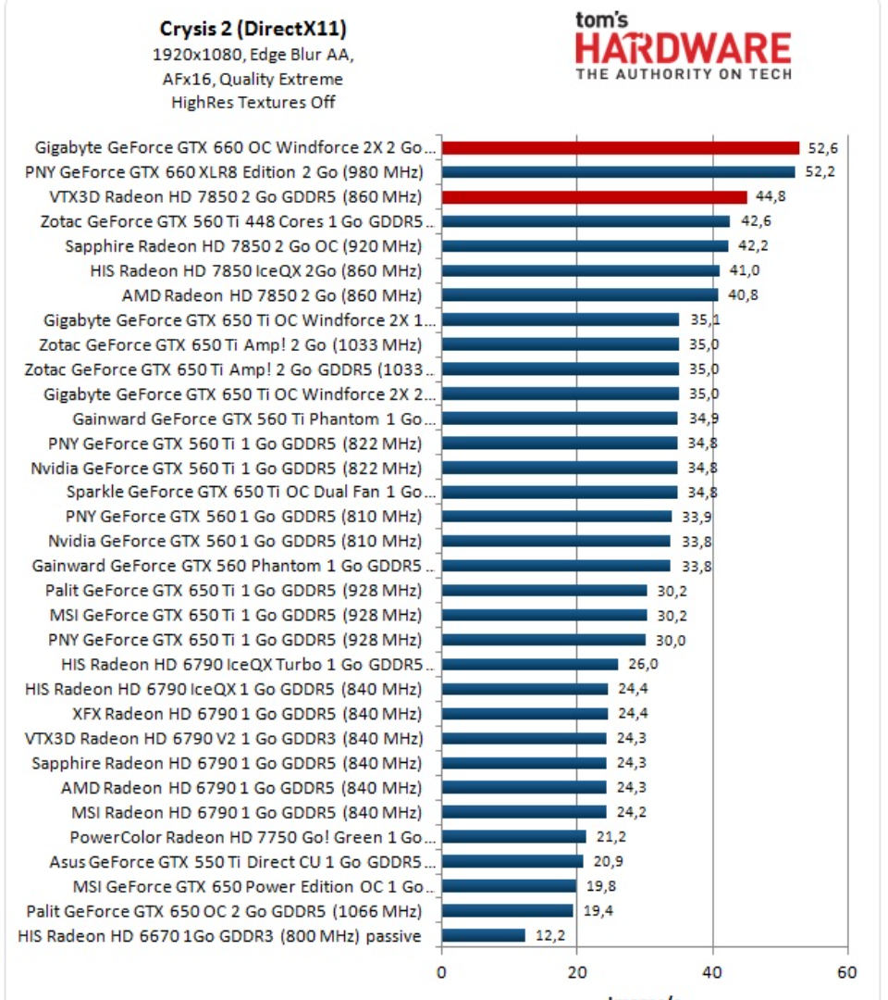 Crysis 2 (DirectX11)
1920x1080, Edge Blur AA,
AFx16, Quality Extreme
HighRes Textures Off
tom's
HARDWARE
THE AUTHORITY ON TECH
Gigabyte GeForce GTX 660 OC Windforce 2X 2 Go... 52,6
PNY GeForce GTX 660 XLR8 Edition 2 Go (980 MHz) 52,2
VTX3D Radeon HD 7850 2 Go GDDR5 (860 MHz) 44,8
Zotac GeForce GTX 560 Ti 448 Cores 1 Go GDDR5... 42,6
Sapphire Radeon HD 7850 2 Go OC (920 MHz) 42,2
HIS Radeon HD 7850 IceQX 2Go (860 MHz) 41,0
AMD Radeon HD 7850 2 Go (860 MHz) 40,8
Gigabyte GeForce GTX 650 Ti OC Windforce 2X 1... 35,1
Zotac GeForce GTX 650 Ti Amp! 2 Go (1033 MHz) 35,0
Zotac GeForce GTX 650 Ti Amp! 2 Go GDDR5 (1033... 35,0
Gigabyte GeForce GTX 650 Ti OC Windforce 2X 2... 35,0
Gainward GeForce GTX 560 Ti Phantom 1 Go... 34,9
PNY GeForce GTX 560 Ti 1 Go GDDR5 (822 MHz) 34,8
Nvidia GeForce GTX 560 Ti 1 Go GDDR5 (822 MHz) 34,8
Sparkle GeForce GTX 650 Ti OC Dual Fan 1 Go... 34,8
PNY GeForce GTX 560 1 Go GDDR5 (810 MHz) 33,9
Nvidia GeForce GTX 560 1 Go GDDR5 (810 MHz) 33,8
Gainward GeForce GTX 560 Phantom 1 Go GDDR5... 33,8
Palit GeForce GTX 650 Ti 1 Go GDDR5 (928 MHz) 30,2
MSI GeForce GTX 650 Ti 1 Go GDDR5 (928 MHz) 30,2
PNY GeForce GTX 650 Ti 1 Go GDDR5 (928 MHz) 30,0
HIS Radeon HD 6790 IceQX Turbo 1 Go GDDR5... 26,0
HIS Radeon HD 6790 IceQX 1 Go GDDR5 (840 MHz) 24,4
XFX Radeon HD 6790 1 Go GDDR5 (840 MHz) 24,4
VTX3D Radeon HD 6790 V2 1 Go GDDR3 (840 MHz) 24,3
Sapphire Radeon HD 6790 1 Go GDDR5 (840 MHz) 24,3
AMD Radeon HD 6790 1 Go GDDR5 (840 MHz) 24,3
MSI Radeon HD 6790 1 Go GDDR5 (840 MHz) 24,2
PowerColor Radeon HD 7750 Go! Green 1 Go... 21,2
Asus GeForce GTX 550 Ti Direct CU 1 Go GDDR5... 20,9
MSI GeForce GTX 650 Power Edition OC 1 Go... 19,8
Palit GeForce GTX 650 OC 2 Go GDDR5 (1066 MHz) 19,4
HIS Radeon HD 6670 1Go GDDR3 (800 MHz) passive 12,2
0 20 40 60